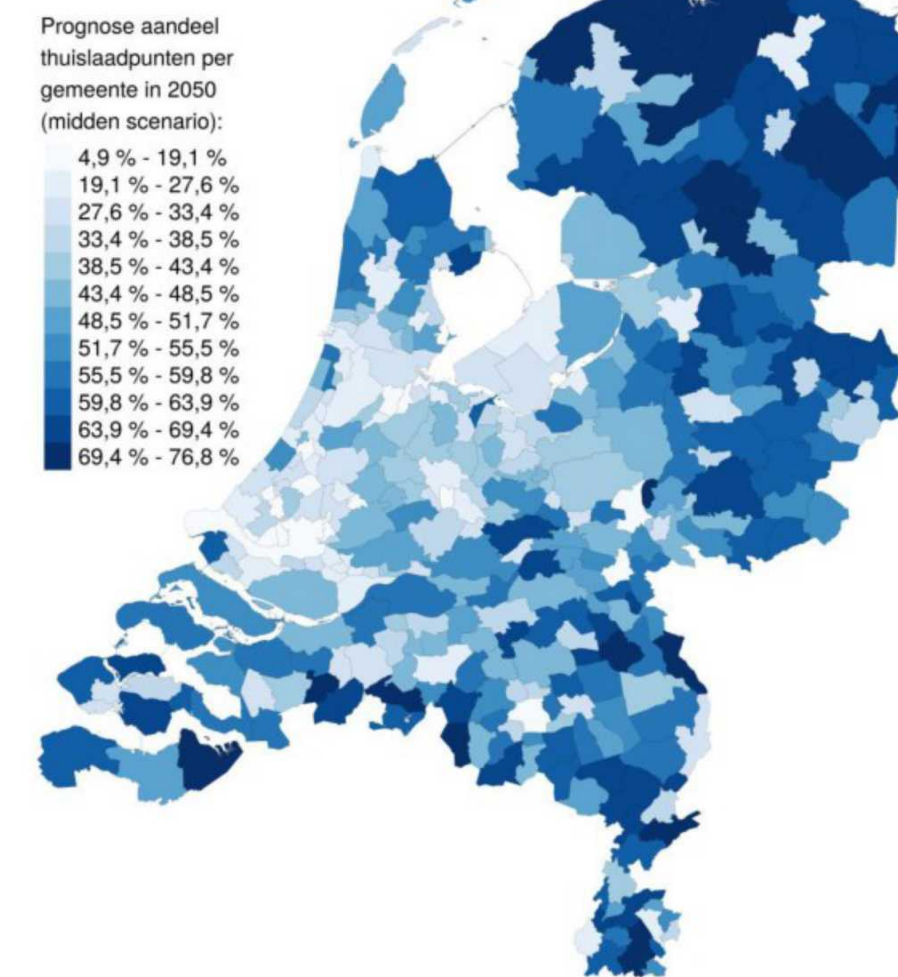 Prognose aandeel
thuislaadpunten per
gemeente in 2050
(midden scenario):
4,9 % - 19,1 %
19,1 % - 27,6 %
27,6 % - 33,4 %
33,4 % - 38,5 %
38,5 % - 43,4 %
43,4 % - 48,5 %
48,5 % - 51,7 %
51,7 % - 55,5 %
55,5 % - 59,8 %
59,8 % - 63,9 %
63,9 % - 69,4 %
69,4 % - 76,8 %